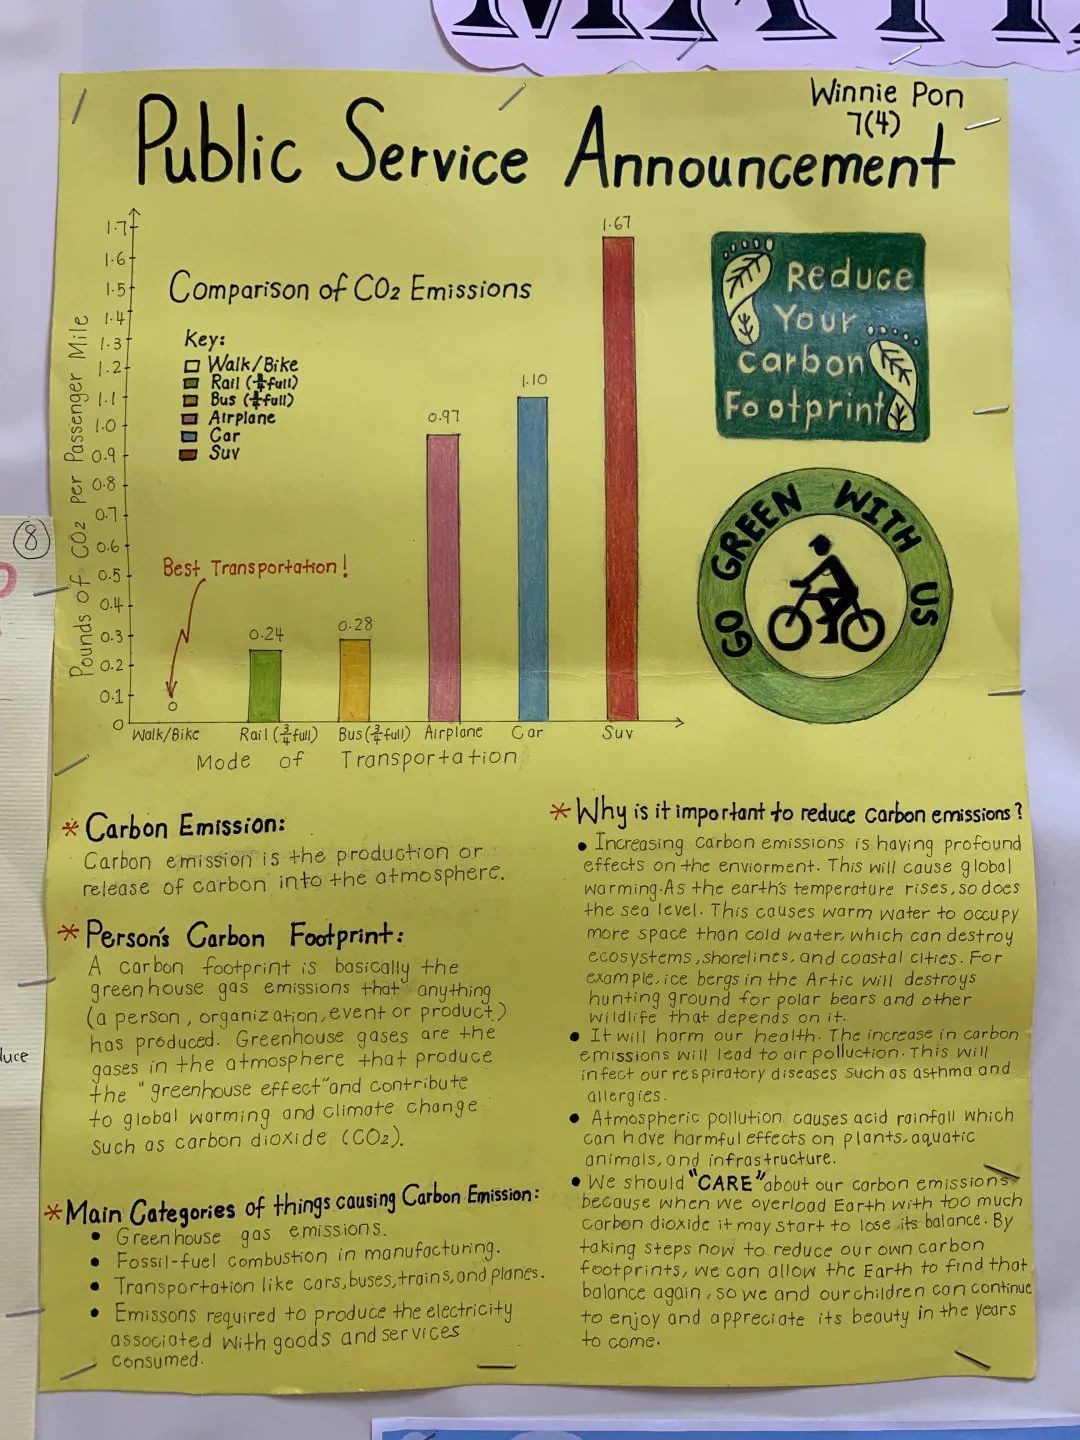 Winnie Pon
7(4)
Public Service Announcement
Comparison of CO2 Emissions
Key:
Walk/Bike
Rail (3/4 full)
Bus (3/4 full)
Airplane
Car
Suv
Pounds of CO2 per Passenger Mile
1.7
1.6
1.5
1.4
1.3
1.2
1.1
1.0
0.9
0.8
0.7
0.6
0.5
0.4
0.3
0.2
0.1
0
Best Transportation!
0
0.24
0.28
0.97
1.10
1.67
Walk/Bike Rail (3/4 full) Bus (3/4 full) Airplane Car Suv
Mode of Transportation
Reduce
Your
Carbon
Footprint
GO GREEN WITH US
8
* Carbon Emission:
Carbon emission is the production or
release of carbon into the atmosphere.
* Person's Carbon Footprint:
A carbon footprint is basically the
greenhouse gas emissions that anything
(a person, organization, event or product)
has produced. Greenhouse gases are the
gases in the atmosphere that produce
the "greenhouse effect" and contribute
to global warming and climate change
such as carbon dioxide (CO2).
* Main Categories of things causing Carbon Emission:
• Greenhouse gas emissions.
• Fossil-fuel combustion in manufacturing.
• Transportation like cars, buses, trains, and planes.
• Emissons required to produce the electricity
associated with goods and services
consumed.
* Why is it important to reduce carbon emissions?
• Increasing carbon emissions is having profound
effects on the enviorment. This will cause global
warming. As the earth's temperature rises, so does
the sea level. This causes warm water to occupy
more space than cold water, which can destroy
ecosystems, shorelines, and coastal cities. For
example, ice bergs in the Artic will destroys
hunting ground for polar bears and other
wildlife that depends on it.
• It will harm our health. The increase in carbon
emissions will lead to air polluction. This will
infect our respiratory diseases such as asthma and
allergies.
• Atmospheric pollution causes acid rainfall which
can have harmful effects on plants, aquatic
animals, and infrastructure.
• We should "CARE" about our carbon emissions
because when we overload Earth with too much
carbon dioxide it may start to lose its balance. By
taking steps now to reduce our own carbon
footprints, we can allow the Earth to find that
balance again, so we and our children can continue
to enjoy and appreciate its beauty in the years
to come.